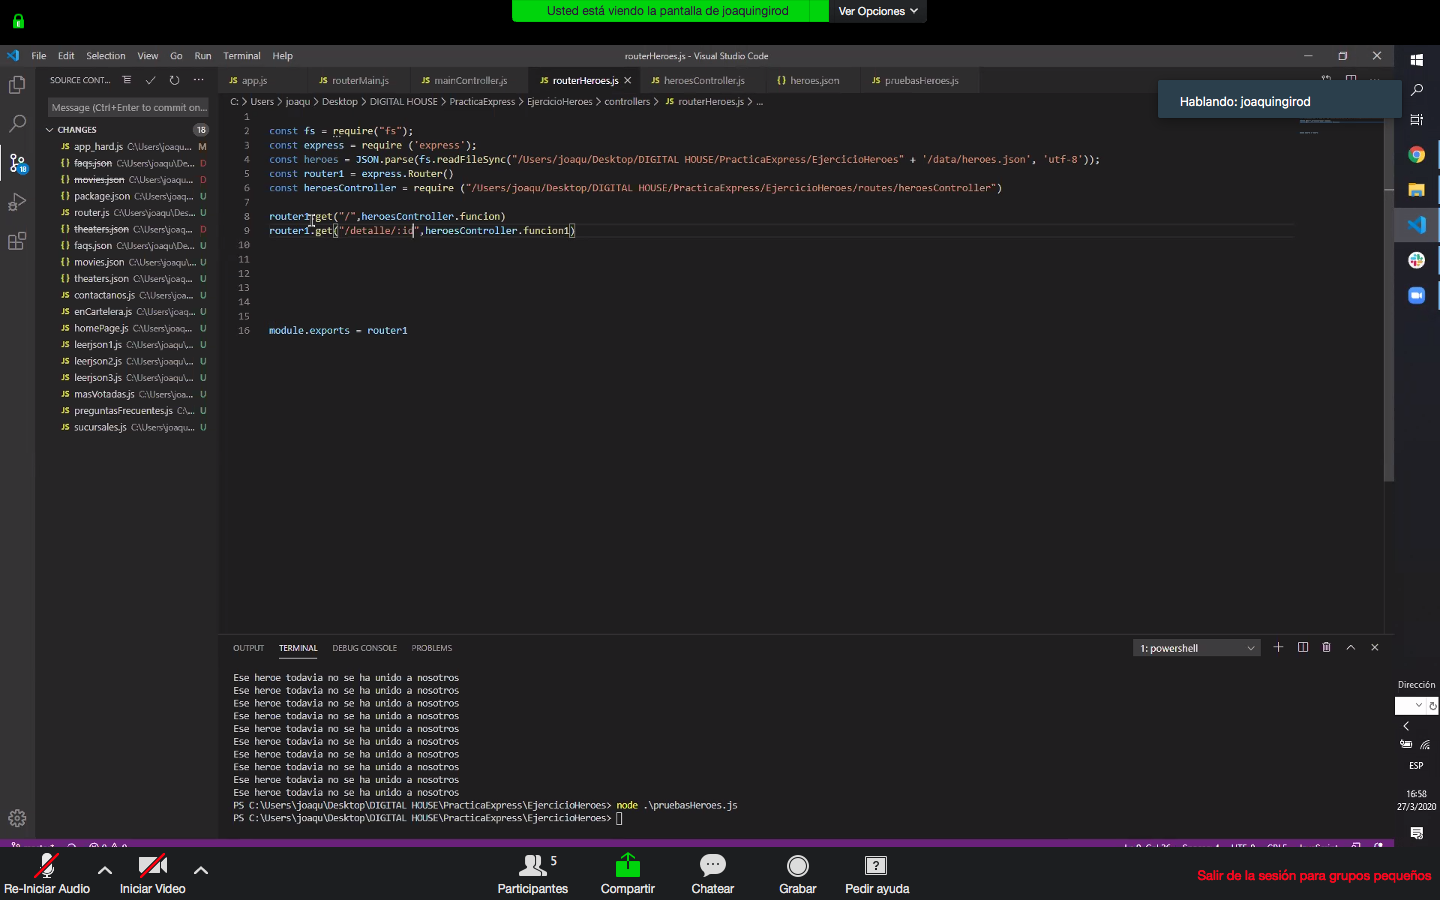 Usted está viendo la pantalla de joaquingirod
Ver Opciones
File Edit Selection View Go Run Terminal Help
routerHeroes.js - Visual Studio Code
SOURCE CONT...
app.js
routerMain.js
mainController.js
routerHeroes.js
heroesController.js
heroes.json
pruebasHeroes.js
Hablando: joaquingirod
Message (Ctrl+Enter to commit on...
C: > Users > joaqu > Desktop > DIGITAL HOUSE > PracticaExpress > EjercicioHeroes > controllers > JS routerHeroes.js > ...
CHANGES 18
app_hard.js C:\Users\joaqu... M
faqs.json C:\Users\joaqu\De... D
movies.json C:\Users\joaqu\... D
package.json C:\Users\joaqu... U
router.js C:\Users\joaqu\Des... U
theaters.json C:\Users\joaqu... D
faqs.json C:\Users\joaqu\De... U
movies.json C:\Users\joaqu\... U
theaters.json C:\Users\joaq... U
contactanos.js C:\Users\joa... U
enCartelera.js C:\Users\joaq... U
homePage.js C:\Users\joaq... U
leerjson1.js C:\Users\joaqu\... U
leerjson2.js C:\Users\joaqu\... U
leerjson3.js C:\Users\joaqu\... U
masVotadas.js C:\Users\joa... U
preguntasFrecuentes.js C:\... U
sucursales.js C:\Users\joaqu... U
1
2 const fs = require("fs");
3 const express = require ('express');
4 const heroes = JSON.parse(fs.readFileSync("/Users/joaqu/Desktop/DIGITAL HOUSE/PracticaExpress/EjercicioHeroes" + '/data/heroes.json', 'utf-8'));
5 const router1 = express.Router()
6 const heroesController = require ("/Users/joaqu/Desktop/DIGITAL HOUSE/PracticaExpress/EjercicioHeroes/routes/heroesController")
7
8 router1.get("/",heroesController.funcion)
9 router1.get("/detalle/:id",heroesController.funcion1)
10
11
12
13
14
15
16 module.exports = router1
OUTPUT TERMINAL DEBUG CONSOLE PROBLEMS
1: powershell
Ese heroe todavia no se ha unido a nosotros
Ese heroe todavia no se ha unido a nosotros
Ese heroe todavia no se ha unido a nosotros
Ese heroe todavia no se ha unido a nosotros
Ese heroe todavia no se ha unido a nosotros
Ese heroe todavia no se ha unido a nosotros
Ese heroe todavia no se ha unido a nosotros
Ese heroe todavia no se ha unido a nosotros
Ese heroe todavia no se ha unido a nosotros
Ese heroe todavia no se ha unido a nosotros
PS C:\Users\joaqu\Desktop\DIGITAL HOUSE\PracticaExpress\EjercicioHeroes> node .\pruebasHeroes.js
PS C:\Users\joaqu\Desktop\DIGITAL HOUSE\PracticaExpress\EjercicioHeroes>
Dirección
ESP
16:58
27/3/2020
Re-Iniciar Audio
Iniciar Video
Participantes 5
Compartir
Chatear
Grabar
Pedir ayuda
Salir de la sesión para grupos pequeños